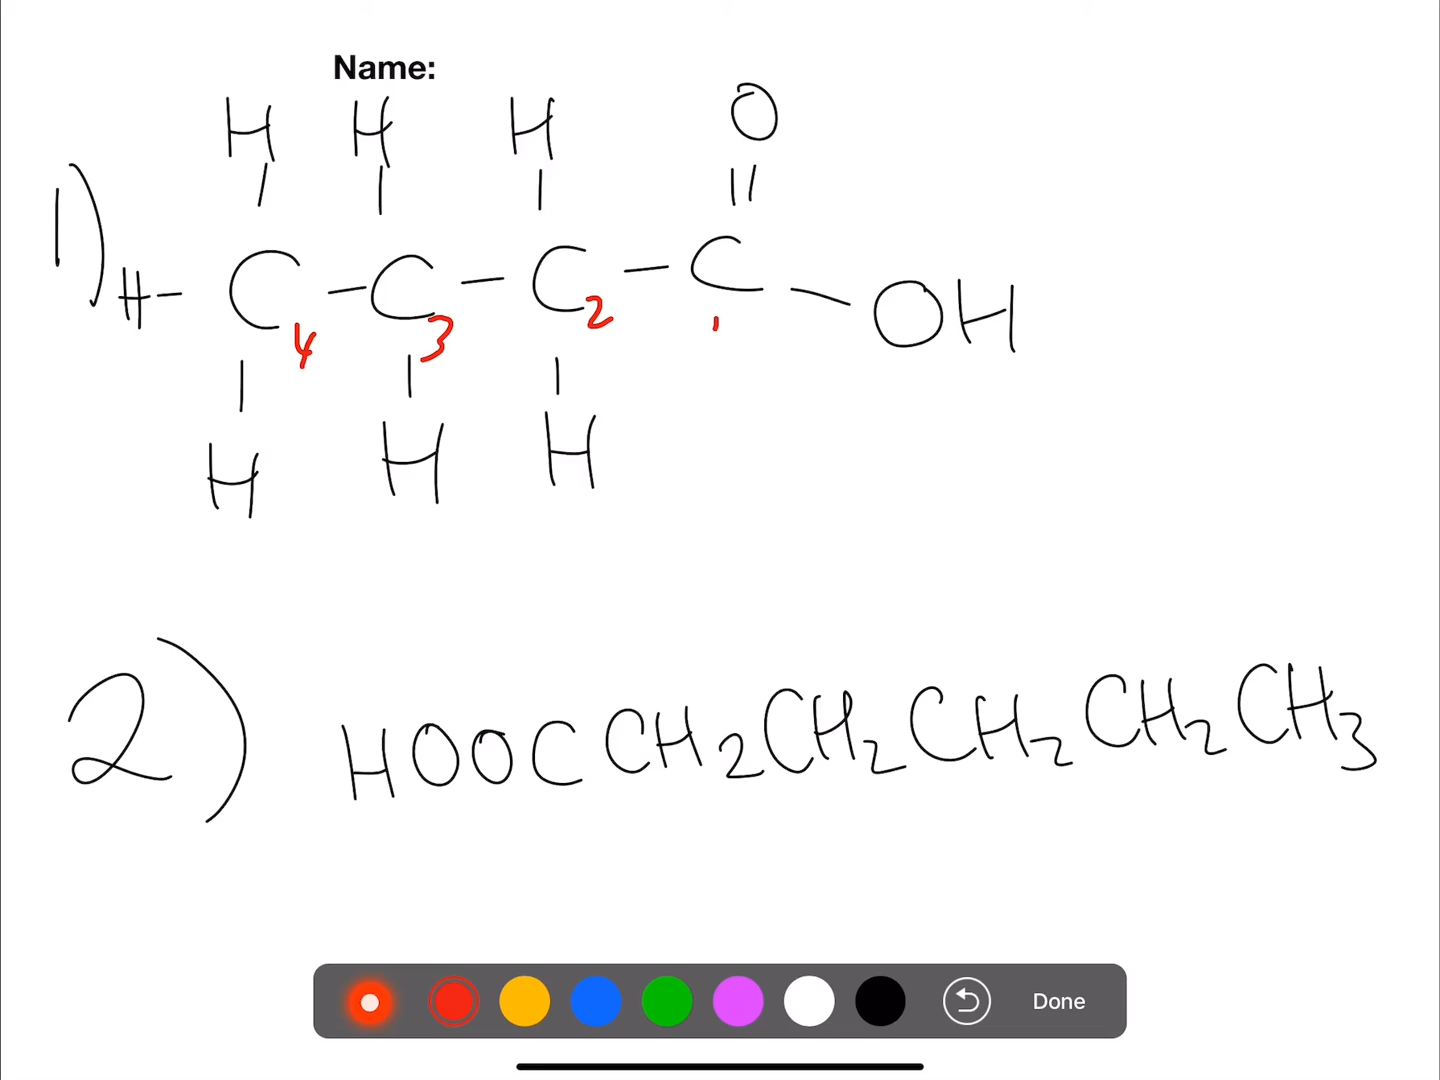 Name:
H H H O
1) H - C - C - C - C - OH
4 3 2 1
H H H
2) HOOCCH2CH2CH2CH2CH3
Done